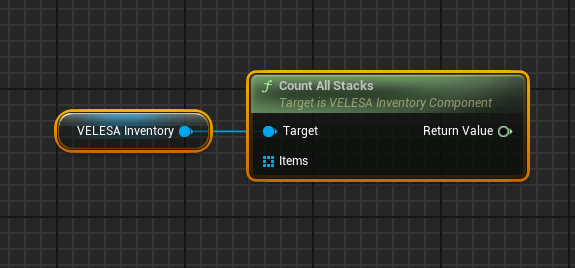 Count All Stacks
Target is VELESA Inventory Component
VELESA Inventory
Target
Return Value
Items